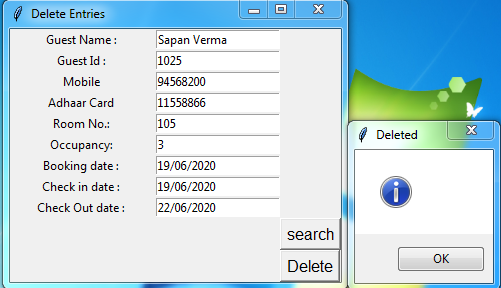 Delete Entries
Guest Name : Sapan Verma
Guest Id : 1025
Mobile 94568200
Adhaar Card 11558866
Room No.: 105
Occupancy: 3
Booking date : 19/06/2020
Check in date : 19/06/2020
Check Out date : 22/06/2020
search
Delete
Deleted
OK